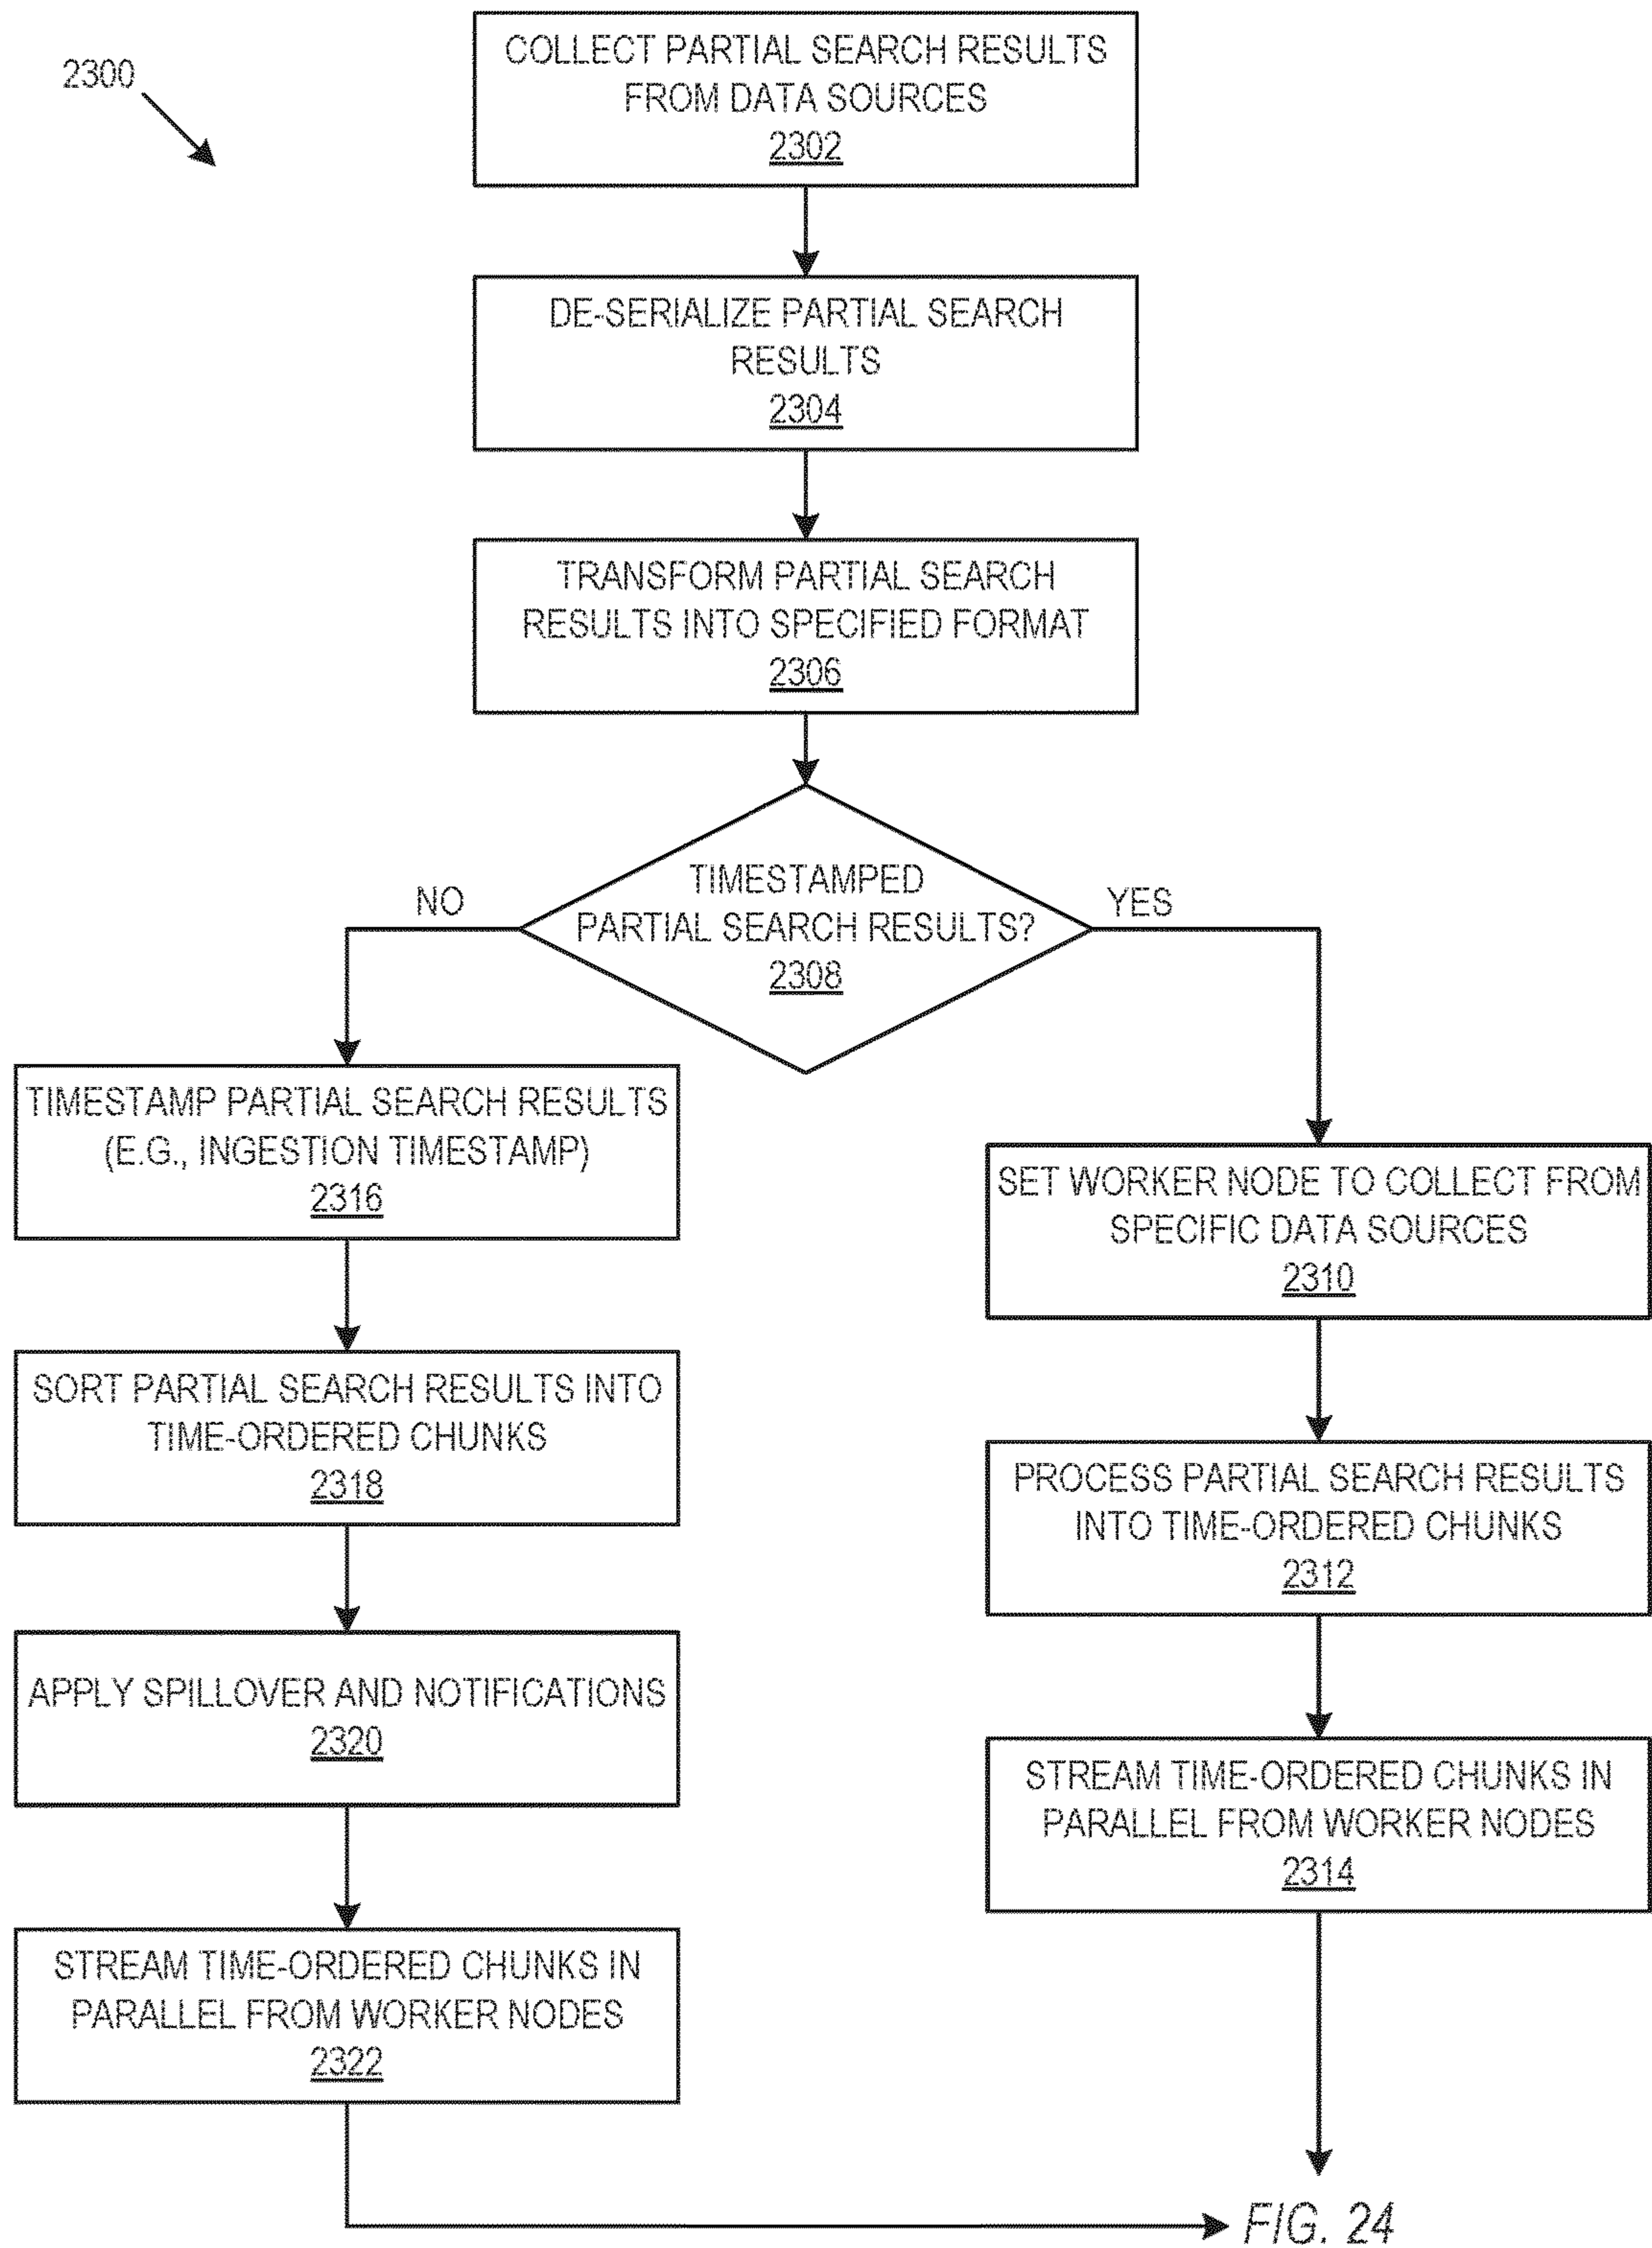 2300
COLLECT PARTIAL SEARCH RESULTS
FROM DATA SOURCES
2302
DE-SERIALIZE PARTIAL SEARCH
RESULTS
2304
TRANSFORM PARTIAL SEARCH
RESULTS INTO SPECIFIED FORMAT
2306
TIMESTAMPED
PARTIAL SEARCH RESULTS?
2308
NO
YES
TIMESTAMP PARTIAL SEARCH RESULTS
(E.G., INGESTION TIMESTAMP)
2316
SORT PARTIAL SEARCH RESULTS INTO
TIME-ORDERED CHUNKS
2318
APPLY SPILLOVER AND NOTIFICATIONS
2320
STREAM TIME-ORDERED CHUNKS IN
PARALLEL FROM WORKER NODES
2322
SET WORKER NODE TO COLLECT FROM
SPECIFIC DATA SOURCES
2310
PROCESS PARTIAL SEARCH RESULTS
INTO TIME-ORDERED CHUNKS
2312
STREAM TIME-ORDERED CHUNKS IN
PARALLEL FROM WORKER NODES
2314
FIG. 24